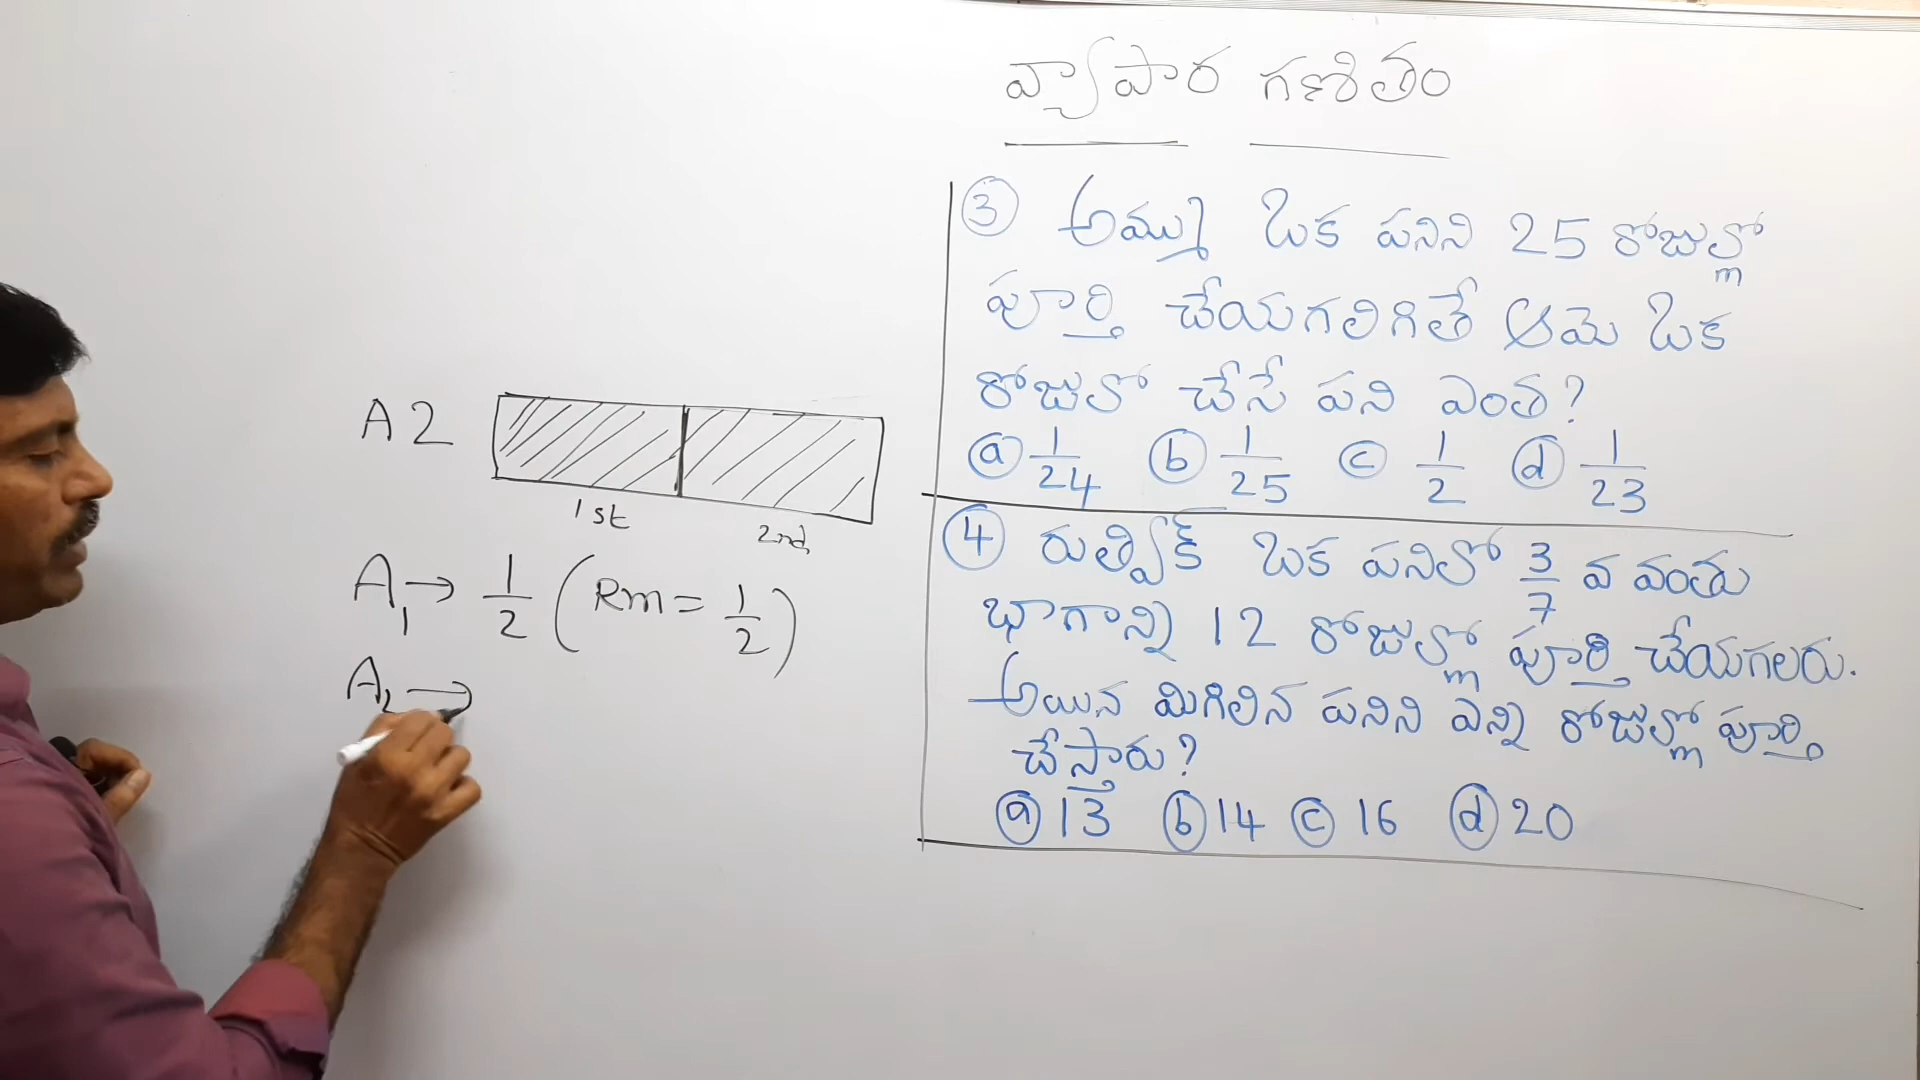 వ్యాపార గణితం
③ అమ్ము ఒక పనిని 25 రోజుల్లో
పూర్తి చేయగలిగితే ఆమె ఒక
రోజులో చేసే పని ఎంత?
ⓐ 1/24 ⓑ 1/25 ⓒ 1/2 ⓓ 1/23
④ రుత్విక్ ఒక పనిలో 3/7 వ వంతు
భాగాన్ని 12 రోజుల్లో పూర్తి చేయగలరు.
అయిన మిగిలిన పనిని ఎన్ని రోజుల్లో పూర్తి
చేస్తారు?
ⓐ 13 ⓑ 14 ⓒ 16 ⓓ 20
A 2
1 st 2nd
A₁ → 1/2 (Rm = 1/2)
A₂ →